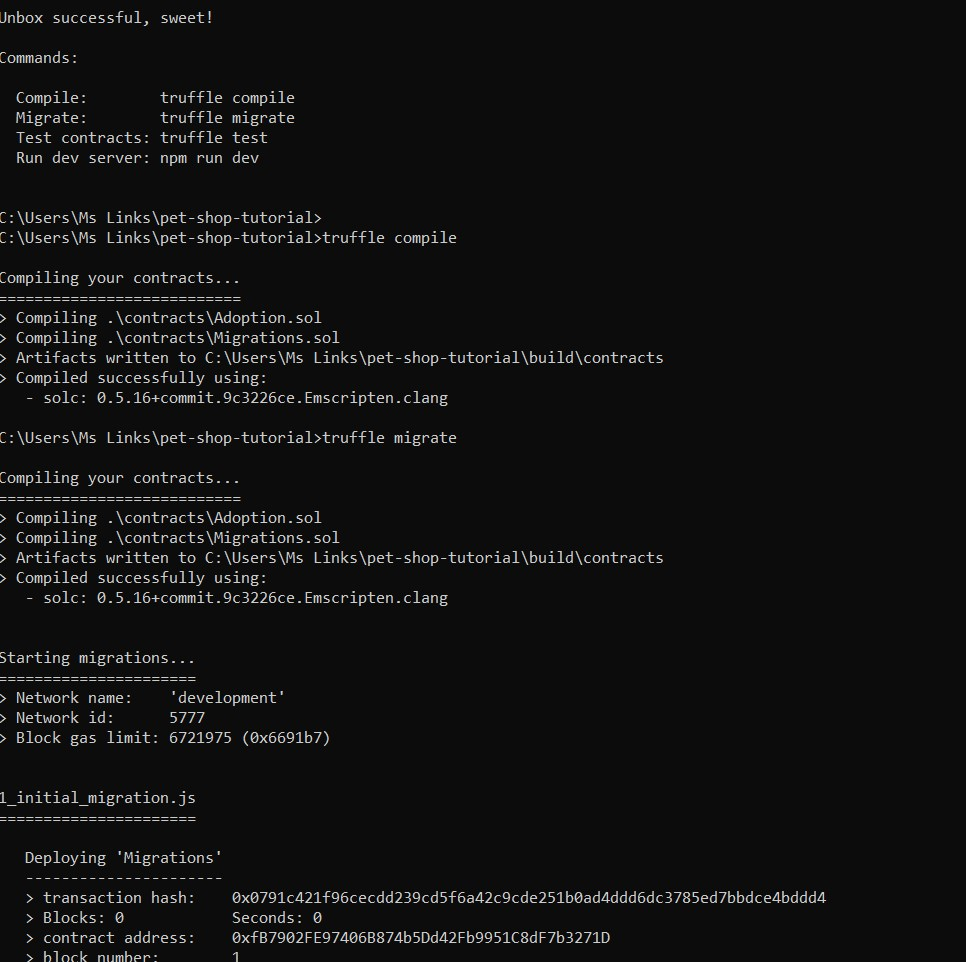 Unbox successful, sweet!
Commands:
Compile: truffle compile
Migrate: truffle migrate
Test contracts: truffle test
Run dev server: npm run dev
C:\Users\Ms Links\pet-shop-tutorial>
C:\Users\Ms Links\pet-shop-tutorial>truffle compile
Compiling your contracts...
===========================
> Compiling .\contracts\Adoption.sol
> Compiling .\contracts\Migrations.sol
> Artifacts written to C:\Users\Ms Links\pet-shop-tutorial\build\contracts
> Compiled successfully using:
- solc: 0.5.16+commit.9c3226ce.Emscripten.clang
C:\Users\Ms Links\pet-shop-tutorial>truffle migrate
Compiling your contracts...
===========================
> Compiling .\contracts\Adoption.sol
> Compiling .\contracts\Migrations.sol
> Artifacts written to C:\Users\Ms Links\pet-shop-tutorial\build\contracts
> Compiled successfully using:
- solc: 0.5.16+commit.9c3226ce.Emscripten.clang
Starting migrations...
======================
> Network name: 'development'
> Network id: 5777
> Block gas limit: 6721975 (0x6691b7)
1_initial_migration.js
======================
Deploying 'Migrations'
----------------------
> transaction hash: 0x0791c421f96cecdd239cd5f6a42c9cde251b0ad4ddd6dc3785ed7bbdce4bddd4
> Blocks: 0 Seconds: 0
> contract address: 0xfB7902FE97406B874b5Dd42Fb9951C8dF7b3271D
> block number: 1